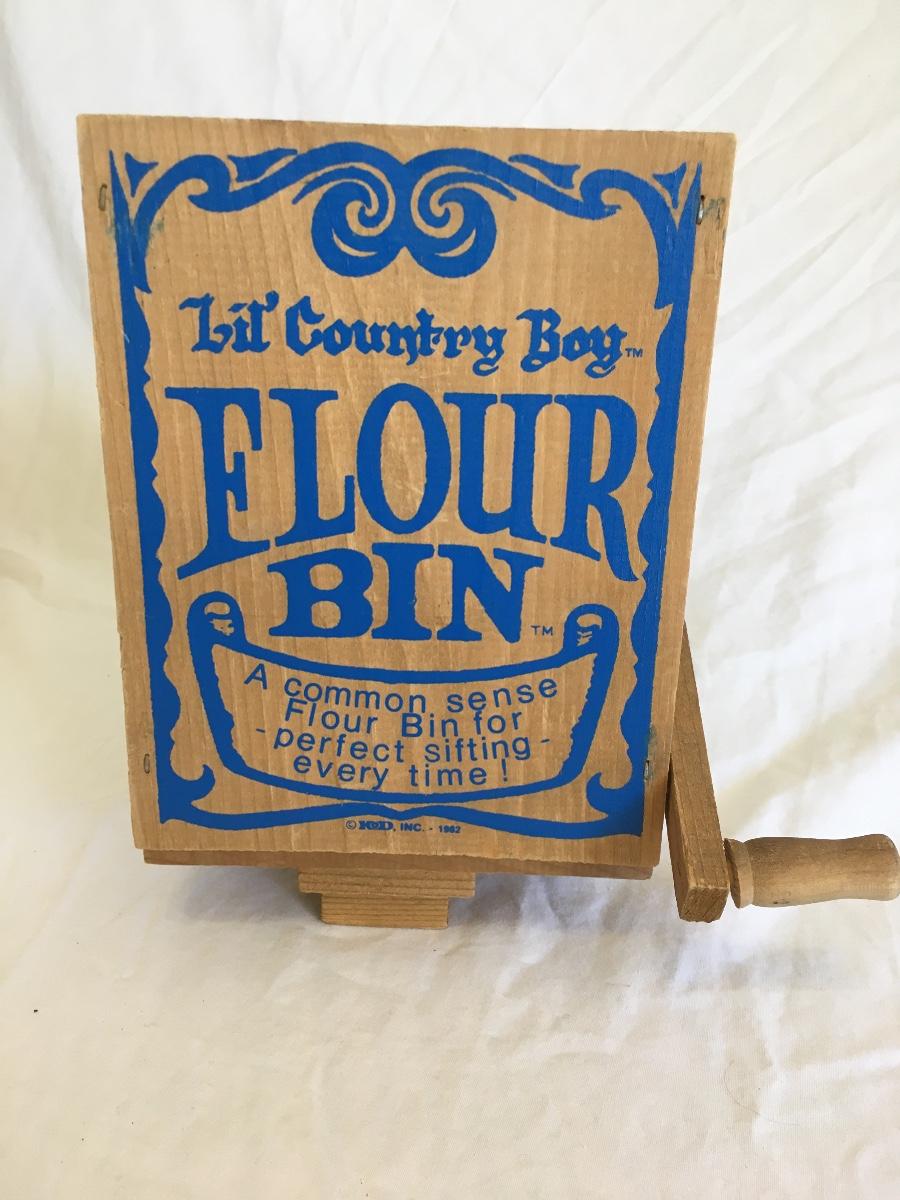 Lil' Country Boy™
FLOUR
BIN™
A common sense
Flour Bin for
- perfect sifting -
every time!
© K&D, INC. - 1982